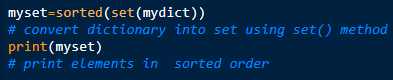 myset=sorted(set(mydict))
# convert dictionary into set using set() method
print(myset)
# print elements in  sorted order